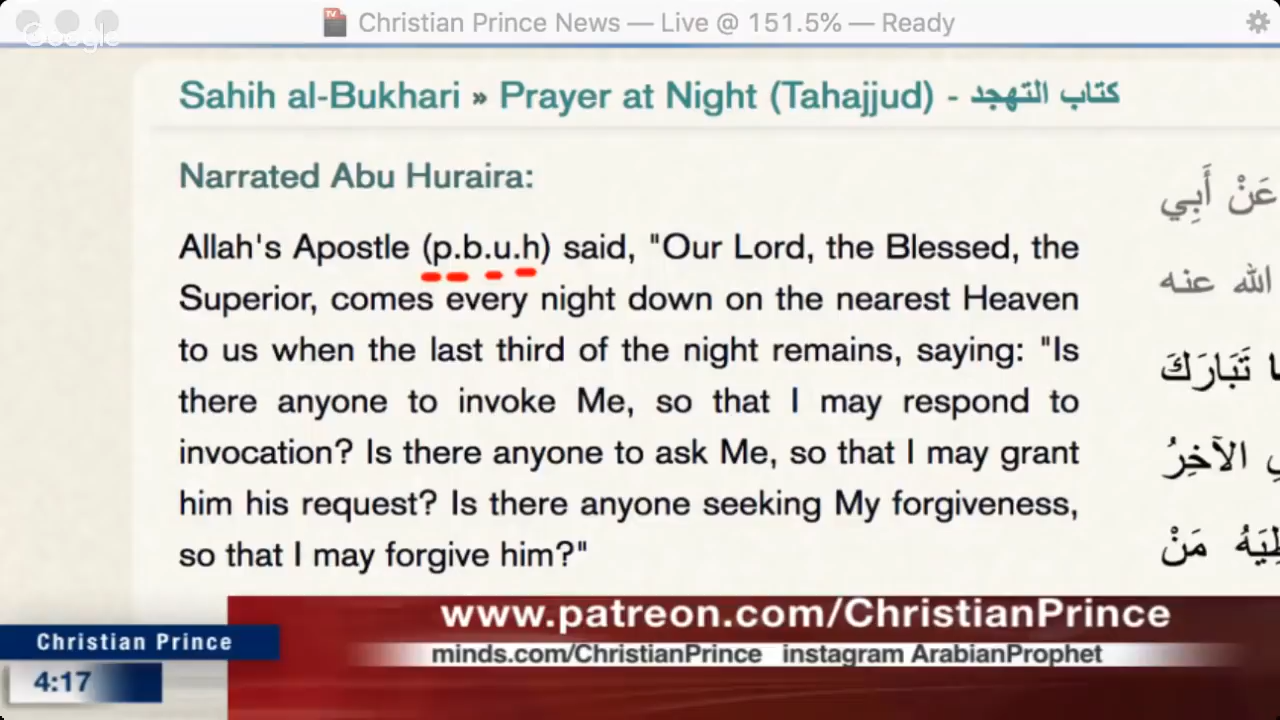 Christian Prince News — Live @ 151.5% — Ready
Google
Sahih al-Bukhari » Prayer at Night (Tahajjud) - كتاب التهجد
Narrated Abu Huraira:
عَنْ أَبِي
Allah's Apostle (p.b.u.h) said, "Our Lord, the Blessed, the
الله عنه
Superior, comes every night down on the nearest Heaven
to us when the last third of the night remains, saying: "Is
تَبَارَكَ
there anyone to invoke Me, so that I may respond to
invocation? Is there anyone to ask Me, so that I may grant
الآخِرُ
him his request? Is there anyone seeking My forgiveness,
so that I may forgive him?"
مَنْ
www.patreon.com/ChristianPrince
Christian Prince
minds.com/ChristianPrince instagram ArabianProphet
4:17